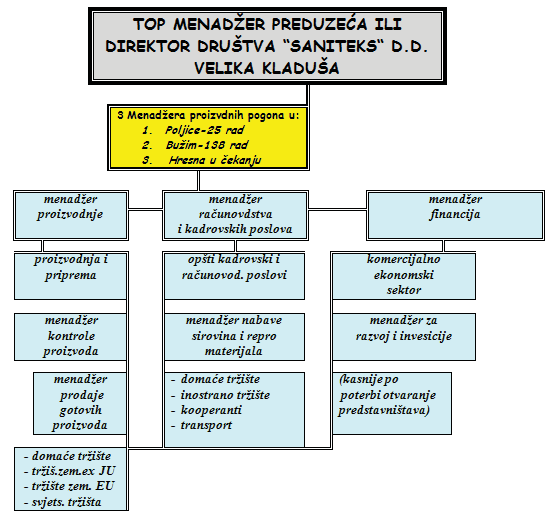 TOP MENADŽER PREDUZEĆA ILI
DIREKTOR DRUŠTVA “SANITEKS“ D.D.
VELIKA KLADUŠA
3 Menadžera proizvdnih pogona u:
1. Poljice-25 rad
2. Bužim-138 rad
3. Hresna u čekanju
menadžer
proizvodnje
menadžer
računovdstva
i kadrovskih poslova
menadžer
financija
proizvodnja i
priprema
opšti kadrovski i
računovod. poslovi
komercijalno
ekonomski
sektor
menadžer
kontrole
proizvoda
menadžer nabave
sirovina i repro
materijala
menadžer za
razvoj i invesicije
menadžer
prodaje
gotovih
proizvoda
- domaće tržište
- inostrano tržište
- kooperanti
- transport
(kasnije po
poterbi otvaranje
predstavništava)
- domaće tržište
- tržiš.zem.ex JU
- tržište zem. EU
- svjets. tržišta